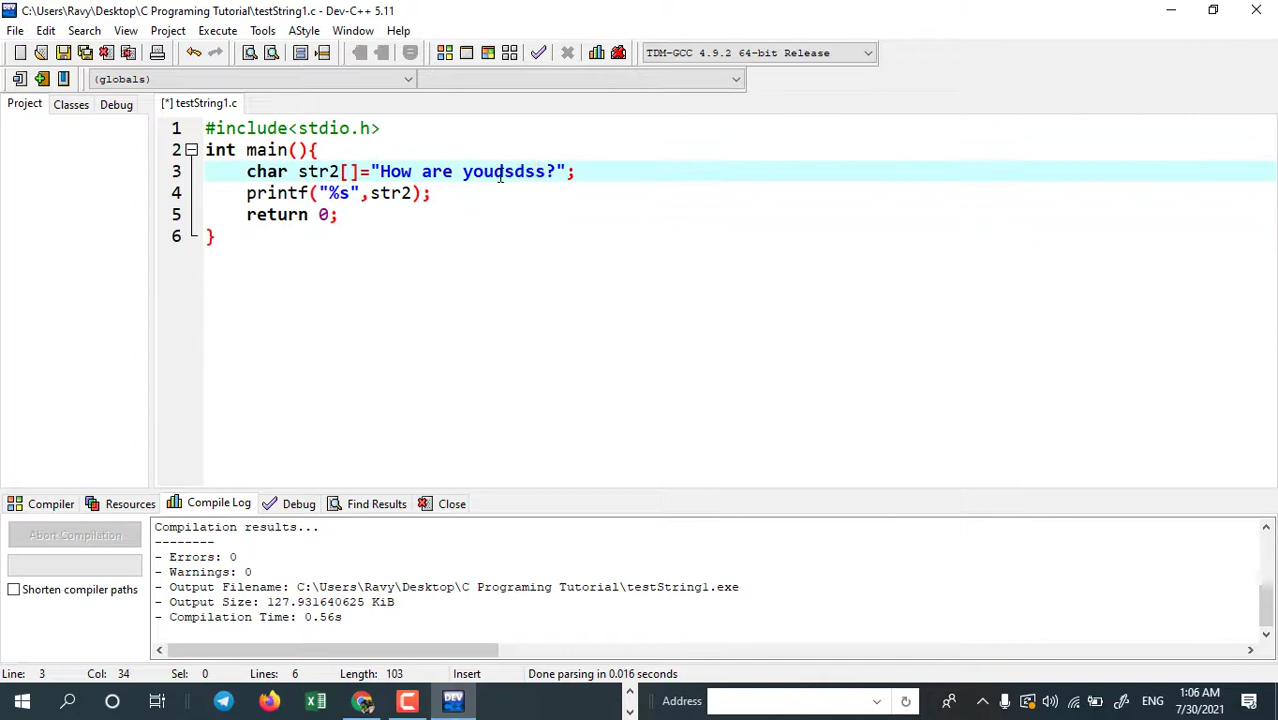 C:\Users\Ravy\Desktop\C Programing Tutorial\testString1.c - Dev-C++ 5.11
File Edit Search View Project Execute Tools AStyle Window Help
TDM-GCC 4.9.2 64-bit Release
(globals)
Project Classes Debug
[*] testString1.c
1 #include<stdio.h>
2 int main(){
3 char str2[]="How are youdsdss?";
4 printf("%s",str2);
5 return 0;
6 }
Compiler Resources Compile Log Debug Find Results Close
Abort Compilation
Shorten compiler paths
Compilation results...
--------
- Errors: 0
- Warnings: 0
- Output Filename: C:\Users\Ravy\Desktop\C Programing Tutorial\testString1.exe
- Output Size: 127.931640625 KiB
- Compilation Time: 0.56s
Line: 3 Col: 34 Sel: 0 Lines: 6 Length: 103 Insert Done parsing in 0.016 seconds
DEV
Address
ENG
1:06 AM
7/30/2021